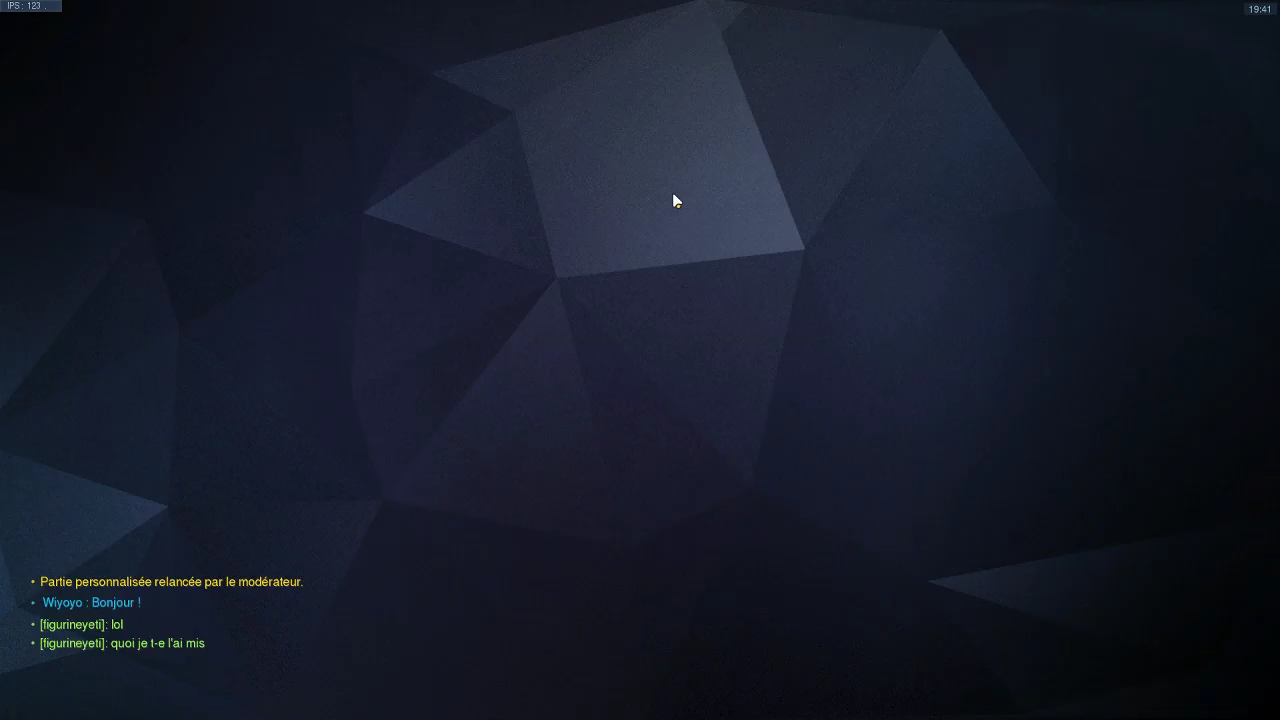 IPS : 123 .
19:41
• Partie personnalisée relancée par le modérateur.
• Wiyoyo : Bonjour !
• [figurineyeti]: lol
• [figurineyeti]: quoi je t-e l'ai mis